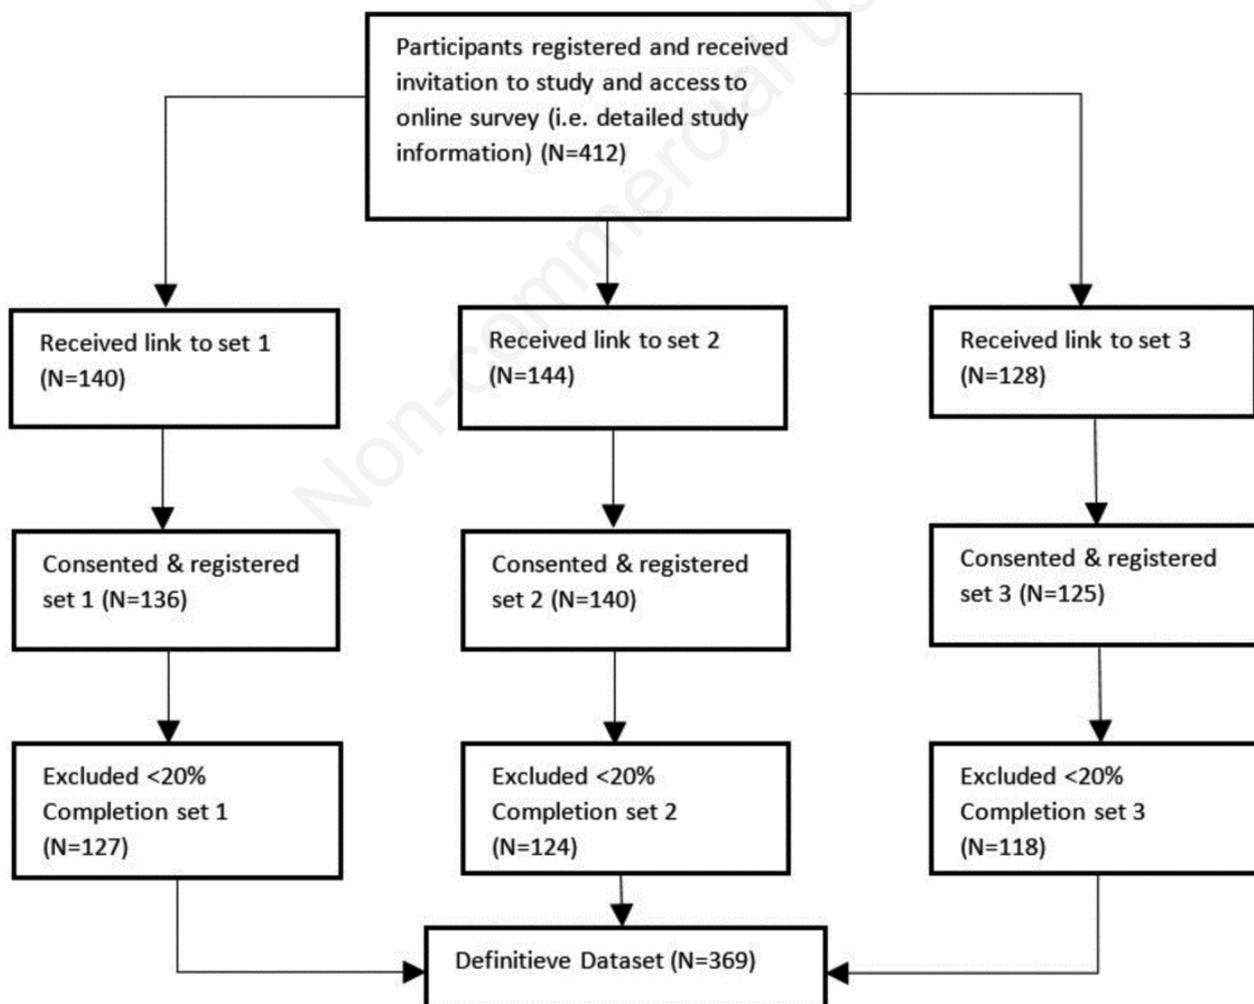 Participants registered and received
invitation to study and access to
online survey (i.e. detailed study
information) (N=412)
Received link to set 1
(N=140)
Received link to set 2
(N=144)
Received link to set 3
(N=128)
Consented & registered
set 1 (N=136)
Consented & registered
set 2 (N=140)
Consented & registered
set 3 (N=125)
Excluded <20%
Completion set 1
(N=127)
Excluded <20%
Completion set 2
(N=124)
Excluded <20%
Completion set 3
(N=118)
Definitieve Dataset (N=369)
Non-commercial